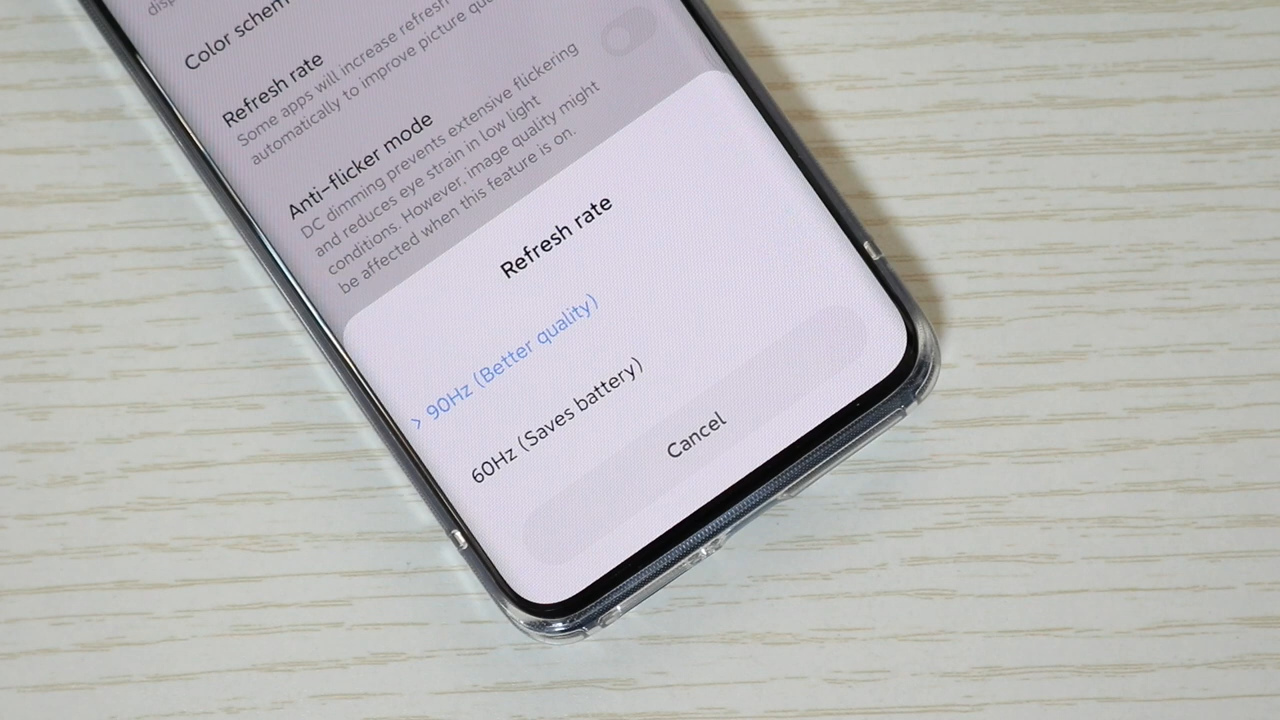 Color schem
Refresh rate
Some apps will increase refresh
automatically to improve picture qu
Anti-flicker mode
DC dimming prevents extensive flickering
and reduces eye strain in low light
conditions. However, image quality might
be affected when this feature is on.
Refresh rate
> 90Hz (Better quality)
60Hz (Saves battery)
Cancel